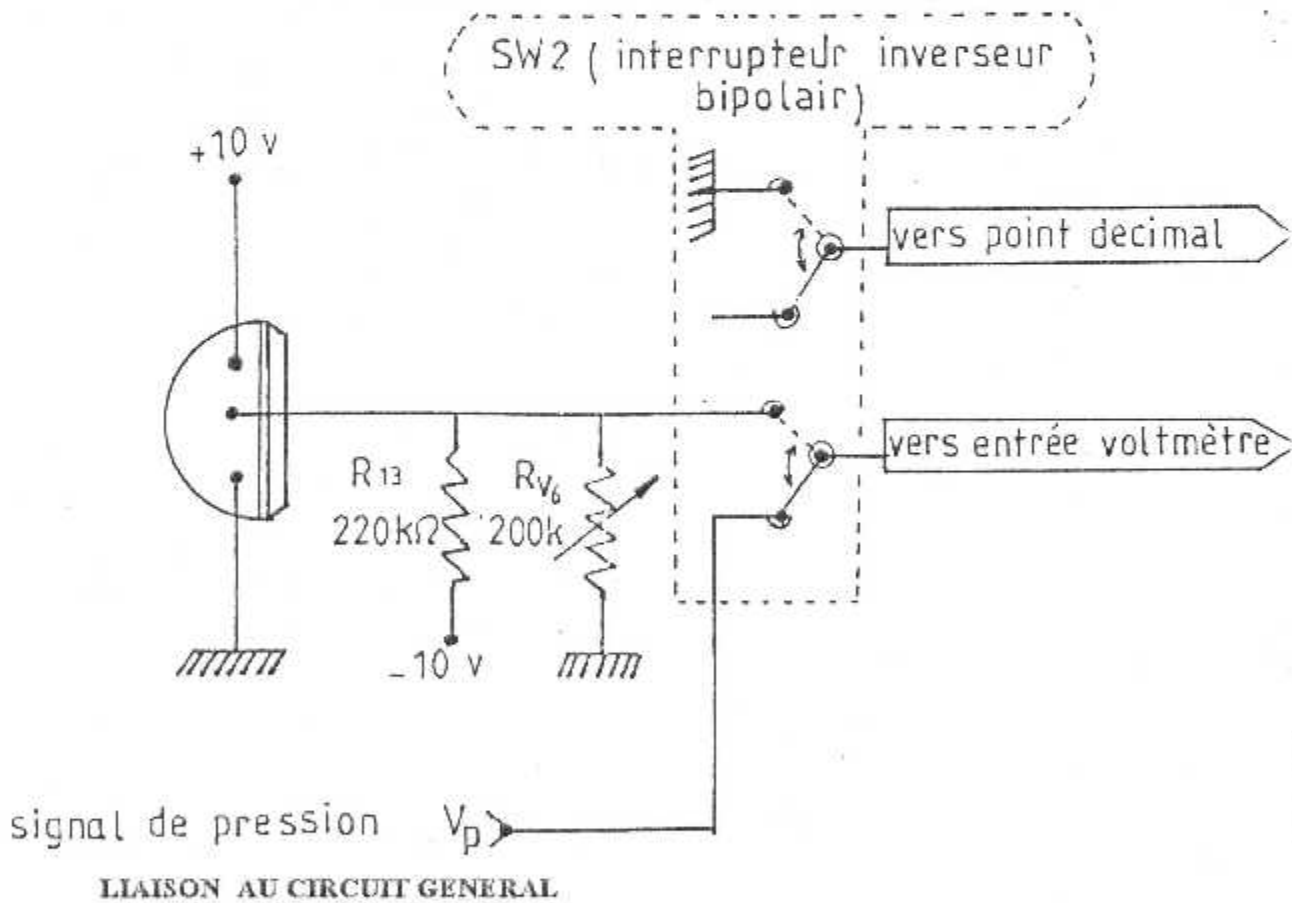 SW2 ( interrupteur inverseur
bipolair)
+10 v
vers point decimal
vers entrée voltmètre
R13
220kΩ
RV6
200k
-10 v
signal de pression Vp
LIAISON AU CIRCUIT GENERAL